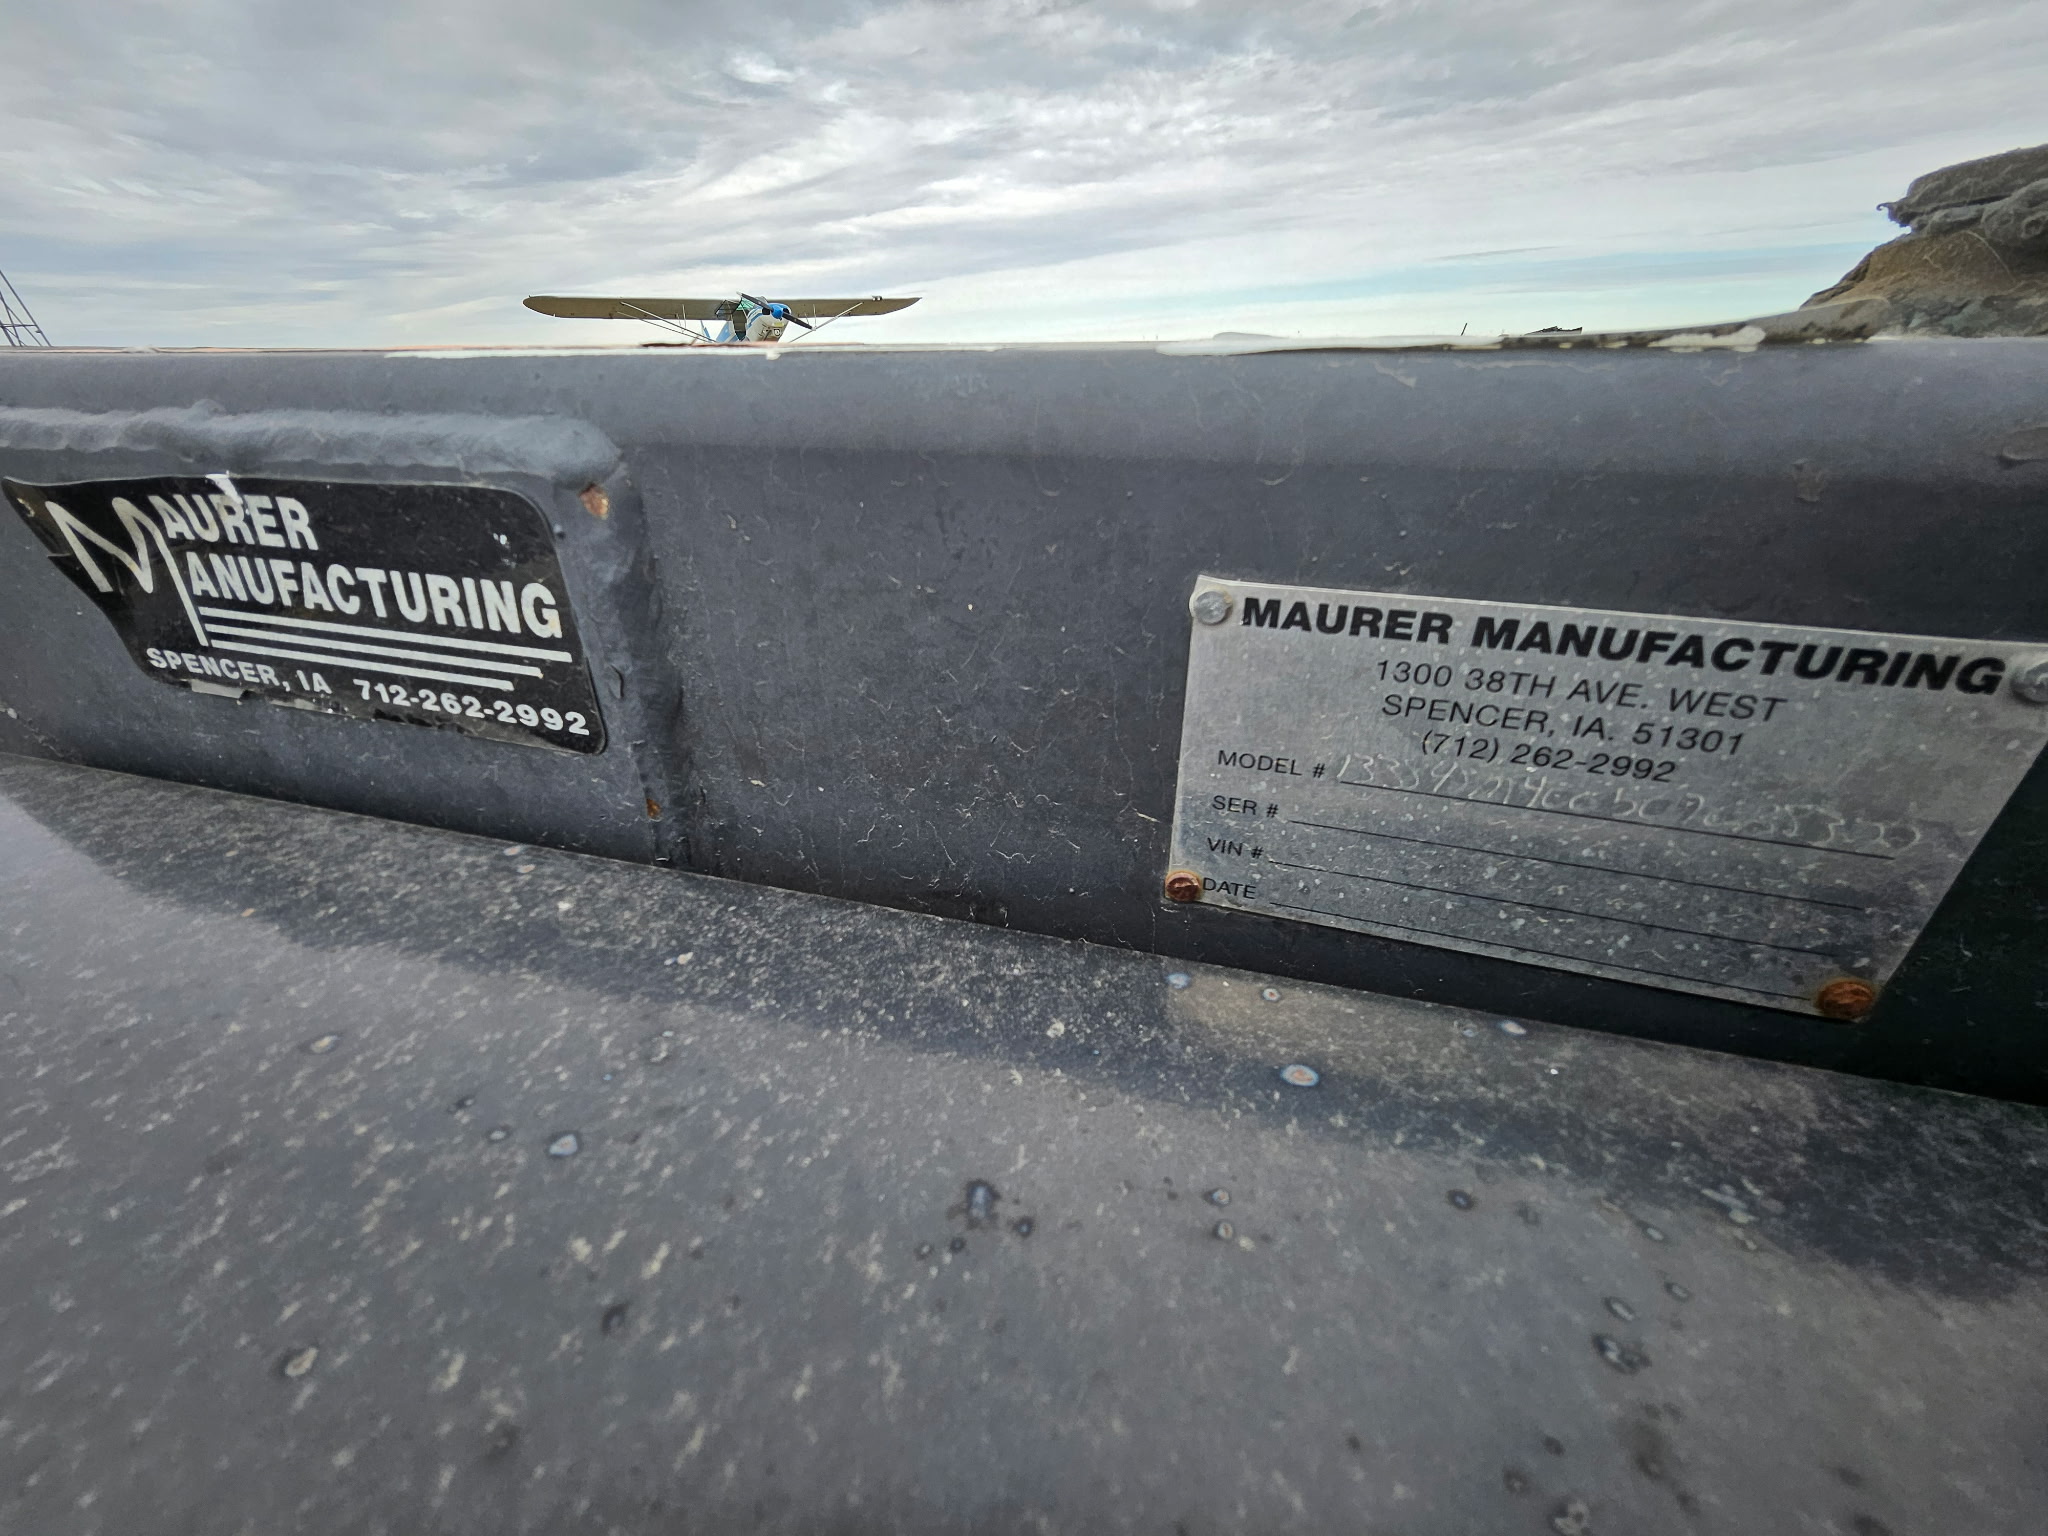 MAURER
MANUFACTURING
SPENCER, IA 712-262-2992
MAURER MANUFACTURING
1300 38TH AVE. WEST
SPENCER, IA. 51301
(712) 262-2992
MODEL #
SER #
VIN #
DATE